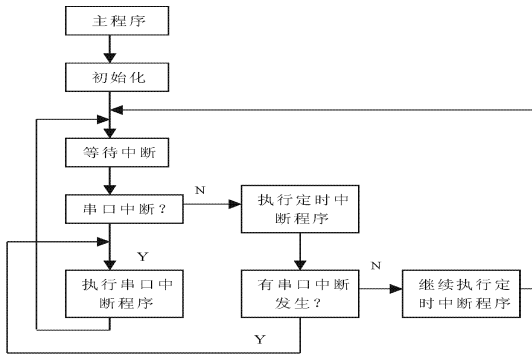 主程序
初始化
等待中断
串口中断？
N
执行定时中
断程序
Y
执行串口中
断程序
有串口中断
发生？
N
继续执行定
时中断程序
Y